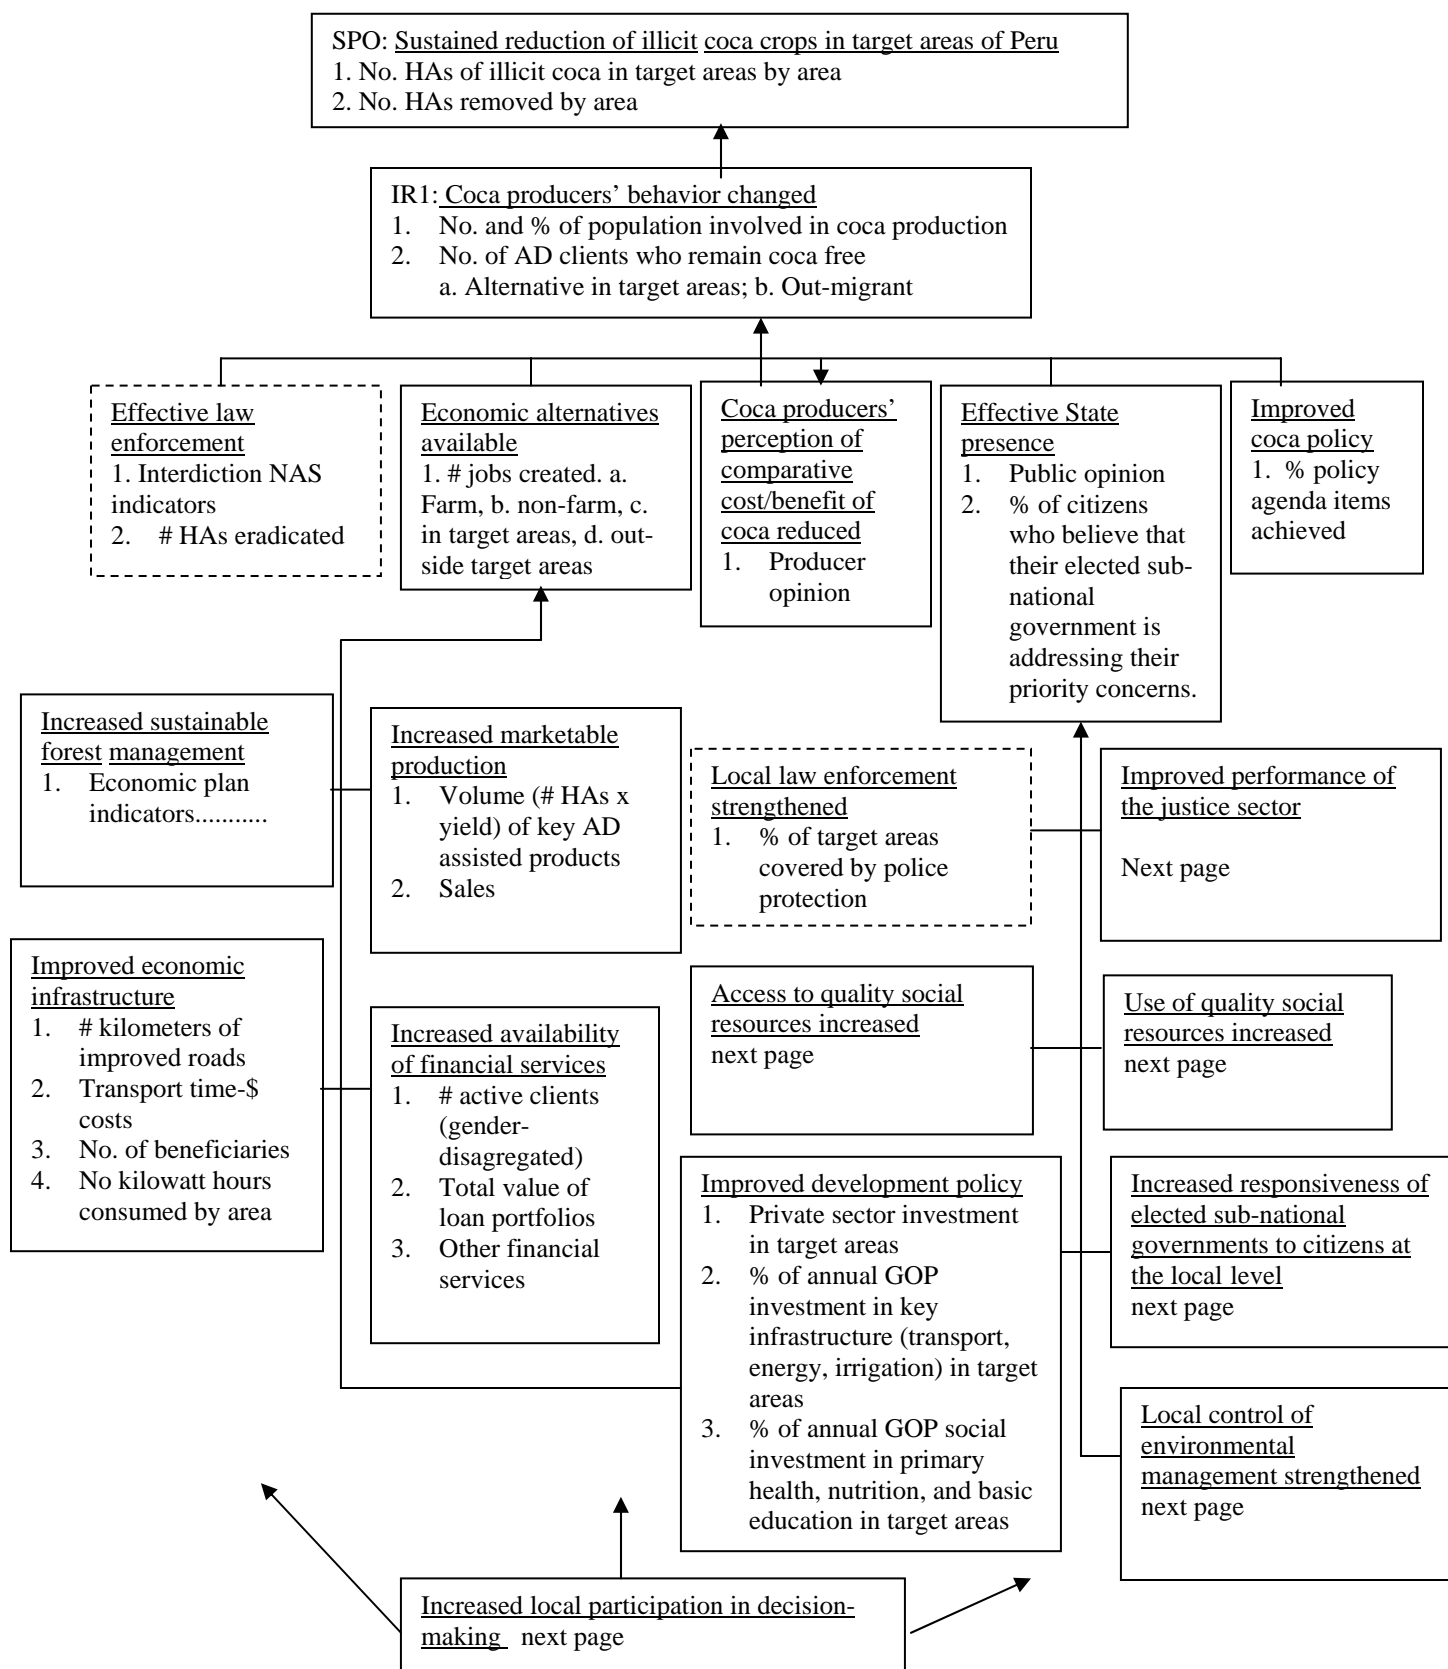 SPO: Sustained reduction of illicit coca crops in target areas of Peru
1. No. HAs of illicit coca in target areas by area
2. No. HAs removed by area
IR1: Coca producers’ behavior changed
1. No. and % of population involved in coca production
2. No. of AD clients who remain coca free
a. Alternative in target areas; b. Out-migrant
Effective law
enforcement
1. Interdiction NAS
indicators
2. # HAs eradicated
Economic alternatives
available
1. # jobs created. a.
Farm, b. non-farm, c.
in target areas, d. out-
side target areas
Coca producers’
perception of
comparative
cost/benefit of
coca reduced
1. Producer
opinion
Effective State
presence
1. Public opinion
2. % of citizens
who believe that
their elected sub-
national
government is
addressing their
priority concerns.
Improved
coca policy
1. % policy
agenda items
achieved
Increased sustainable
forest management
1. Economic plan
indicators...........
Increased marketable
production
1. Volume (# HAs x
yield) of key AD
assisted products
2. Sales
Local law enforcement
strengthened
1. % of target areas
covered by police
protection
Improved performance of
the justice sector
Next page
Improved economic
infrastructure
1. # kilometers of
improved roads
2. Transport time-$
costs
3. No. of beneficiaries
4. No kilowatt hours
consumed by area
Increased availability
of financial services
1. # active clients
(gender-
disagregated)
2. Total value of
loan portfolios
3. Other financial
services
Access to quality social
resources increased
next page
Use of quality social
resources increased
next page
Improved development policy
1. Private sector investment
in target areas
2. % of annual GOP
investment in key
infrastructure (transport,
energy, irrigation) in target
areas
3. % of annual GOP social
investment in primary
health, nutrition, and basic
education in target areas
Increased responsiveness of
elected sub-national
governments to citizens at
the local level
next page
Local control of
environmental
management strengthened
next page
Increased local participation in decision-
making next page